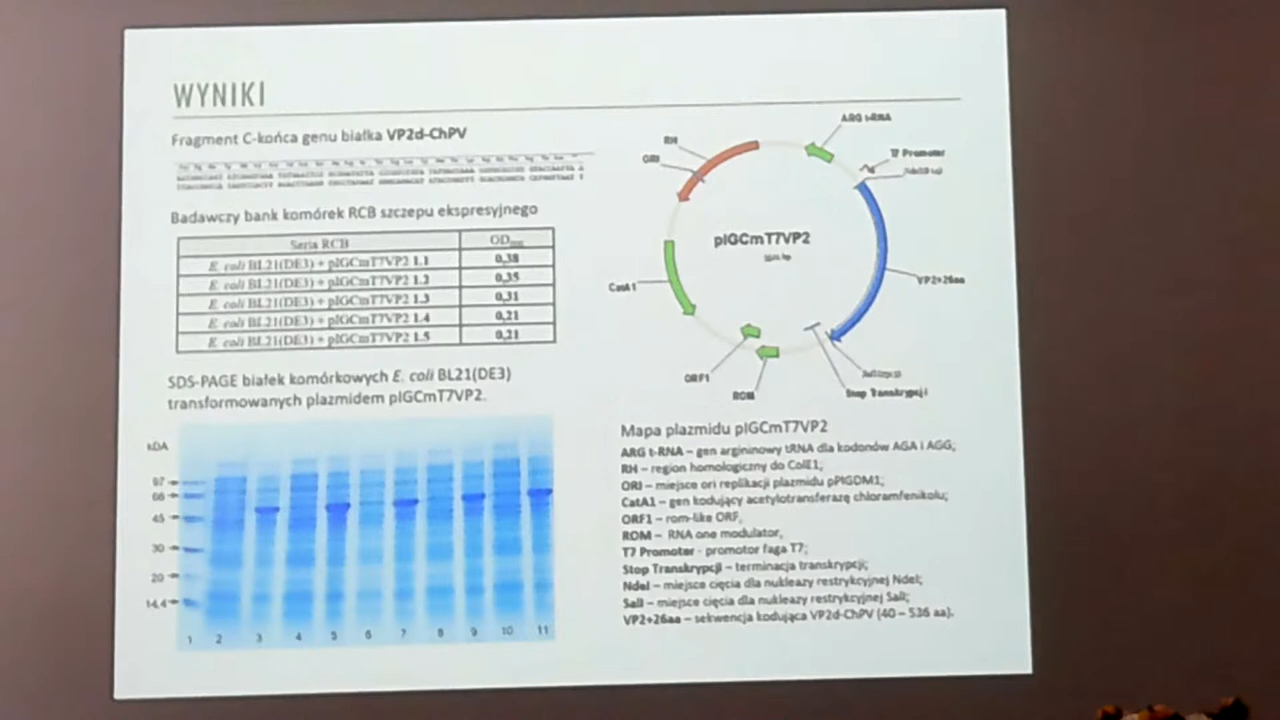 WYNIKI
Fragment C-końca genu białka VP2d-ChPV
Badawczy bank komórek RCB szczepu ekspresyjnego
Seria RCB OD
E. coli BL21(DE3) + pIGCmT7VP2 1.1 0,38
E. coli BL21(DE3) + pIGCmT7VP2 1.2 0,35
E. coli BL21(DE3) + pIGCmT7VP2 1.3 0,31
E. coli BL21(DE3) + pIGCmT7VP2 1.4 0,21
E. coli BL21(DE3) + pIGCmT7VP2 1.5 0,21
SDS-PAGE białek komórkowych E. coli BL21(DE3)
transformowanych plazmidem pIGCmT7VP2.
kDA
97
66
45
30
20
14,4
1 2 3 4 5 6 7 8 9 10 11
ARG t-RNA
RH
ORI
T7 Promoter
pIGCmT7VP2
CatA1
VP2+26aa
ORF1
ROM
Stop Transkrypcji
Mapa plazmidu pIGCmT7VP2
ARG t-RNA – gen argininowy tRNA dla kodonów AGA i AGG;
RH – region homologiczny do ColE1;
ORI – miejsce ori replikacji plazmidu pPIGDM1;
CatA1 – gen kodujący acetylotransferazę chloramfenikolu;
ORF1 – rom-like ORF,
ROM – RNA one modulator,
T7 Promoter - promotor faga T7;
Stop Transkrypcji – terminacja transkrypcji;
NdeI – miejsce cięcia dla nukleazy restrykcyjnej NdeI;
SalI – miejsce cięcia dla nukleazy restrykcyjnej SalI;
VP2+26aa – sekwencja kodująca VP2d-ChPV (40 – 536 aa).